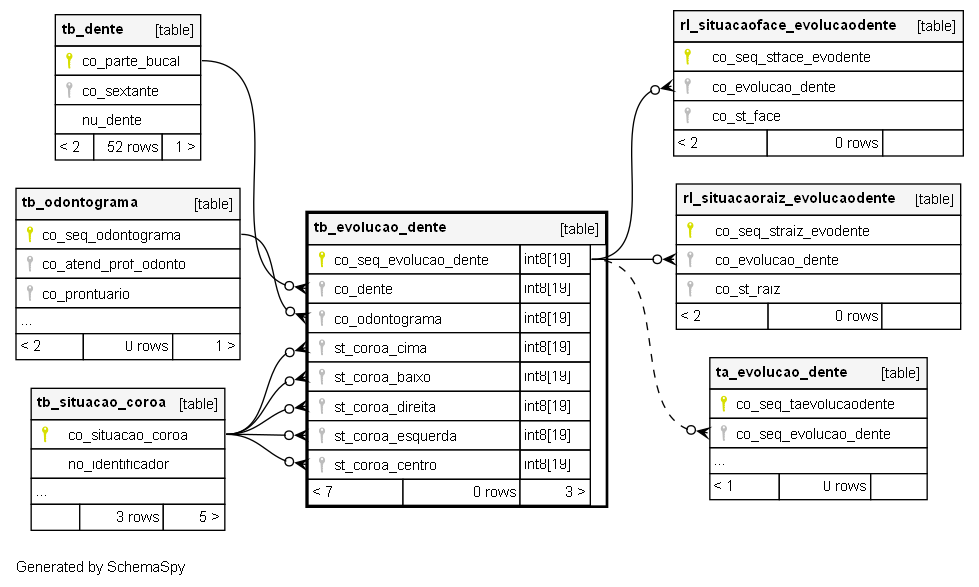 tb_dente [table]
co_parte_bucal
co_sextante
nu_dente
< 2 52 rows 1 >
tb_odontograma [table]
co_seq_odontograma
co_atend_prof_odonto
co_prontuario
...
< 2 0 rows 1 >
tb_situacao_coroa [table]
co_situacao_coroa
no_identificador
...
3 rows 5 >
tb_evolucao_dente [table]
co_seq_evolucao_dente int8[19]
co_dente int8[19]
co_odontograma int8[19]
st_coroa_cima int8[19]
st_coroa_baixo int8[19]
st_coroa_direita int8[19]
st_coroa_esquerda int8[19]
st_coroa_centro int8[19]
< 7 0 rows 3 >
rl_situacaoface_evolucaodente [table]
co_seq_stface_evodente
co_evolucao_dente
co_st_face
< 2 0 rows
rl_situacaoraiz_evolucaodente [table]
co_seq_straiz_evodente
co_evolucao_dente
co_st_raiz
< 2 0 rows
ta_evolucao_dente [table]
co_seq_taevolucaodente
co_seq_evolucao_dente
...
< 1 0 rows
Generated by SchemaSpy